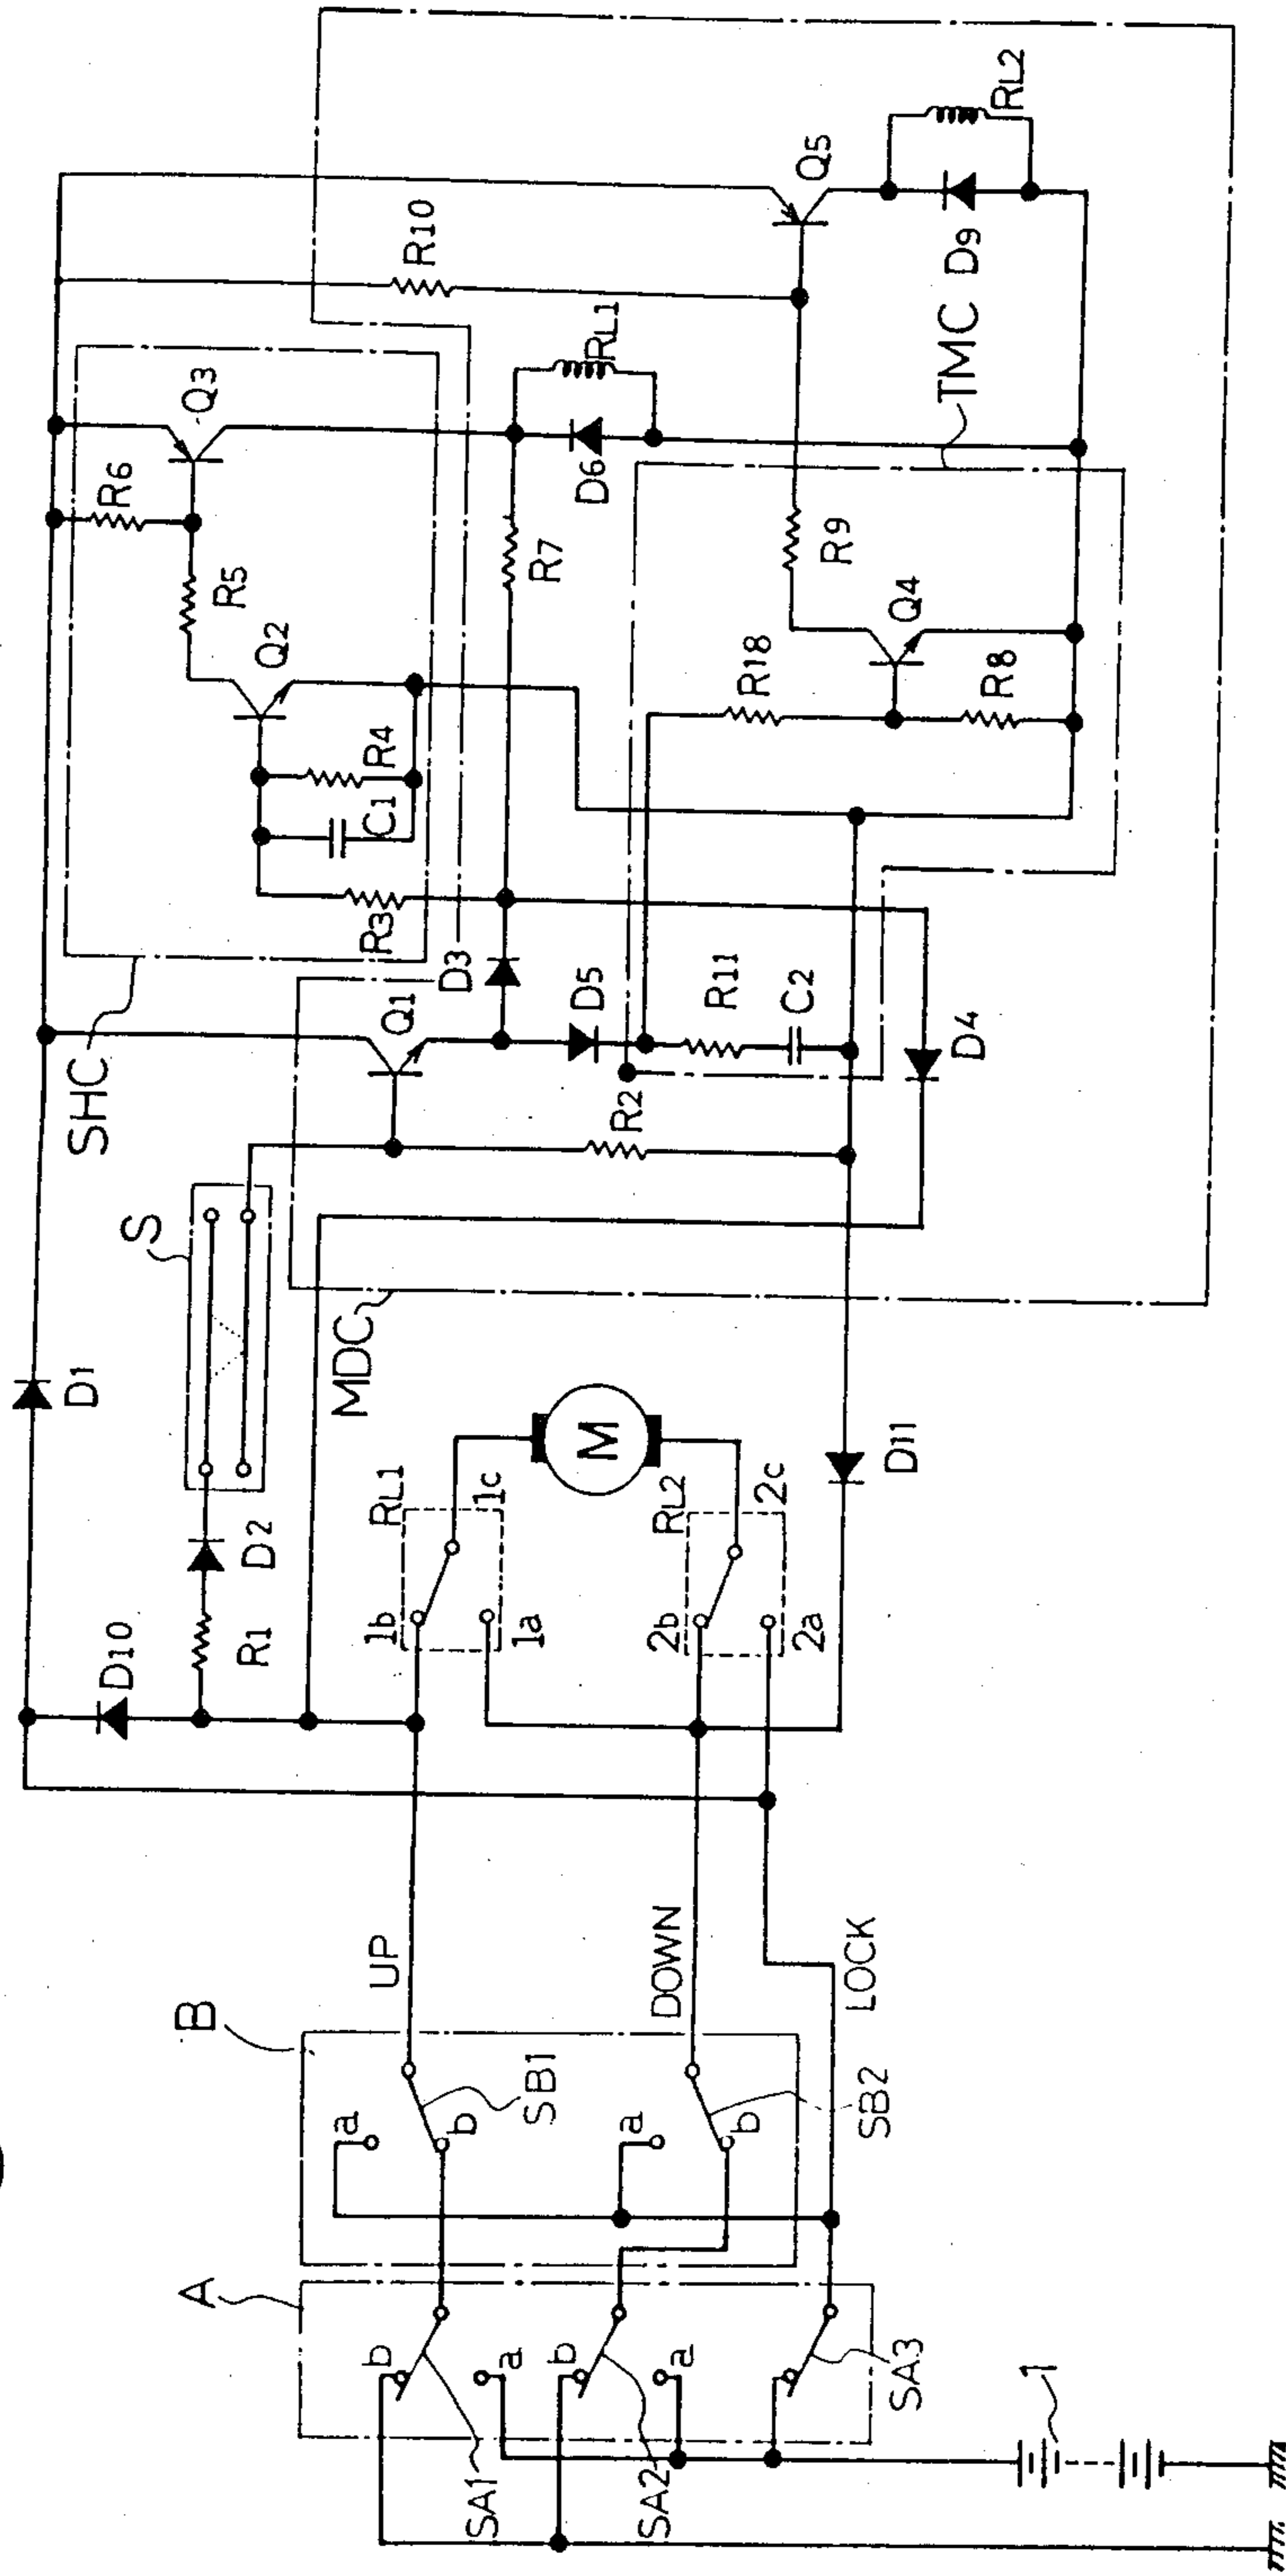 A
B
SA1
b
a
SA2
b
a
SA3
1
a
b
SB1
a
b
SB2
UP
DOWN
LOCK
D10
R1
D2
D1
S
1b
1a
RL1
1c
2b
2a
RL2
2c
M
D11
MDC
SHC
Q1
R2
D3
D5
R11
C2
D4
R3
C1
R4
Q2
R5
R6
Q3
R7
D6
RL1
R18
R8
Q4
R9
TMC
R10
Q5
D9
RL2